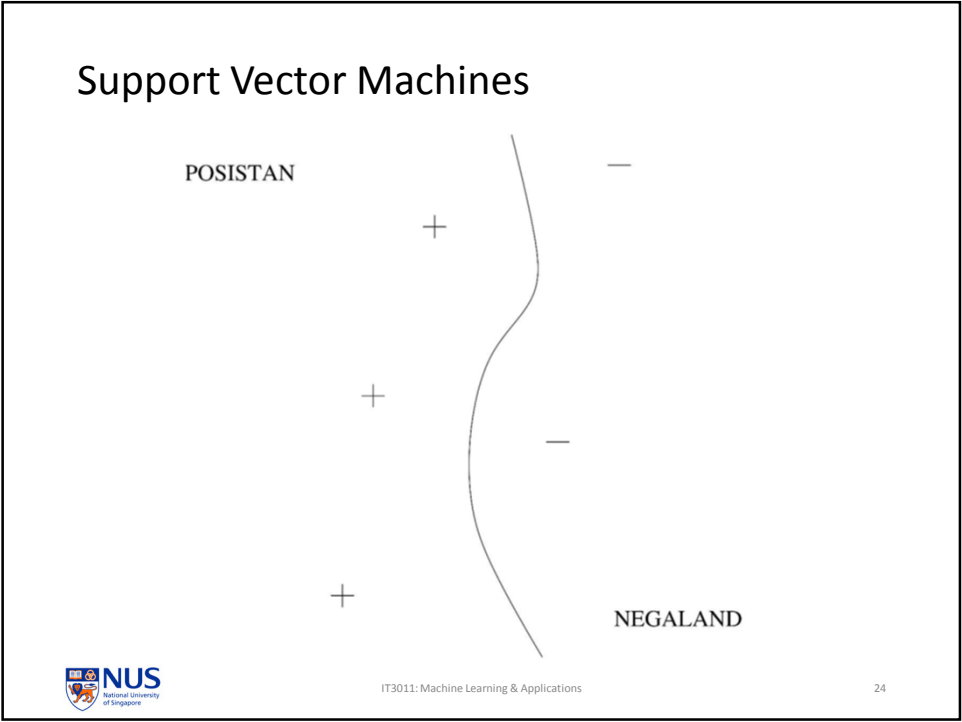 Support Vector Machines
POSISTAN
NEGALAND
NUS
National University
of Singapore
IT3011: Machine Learning & Applications
24